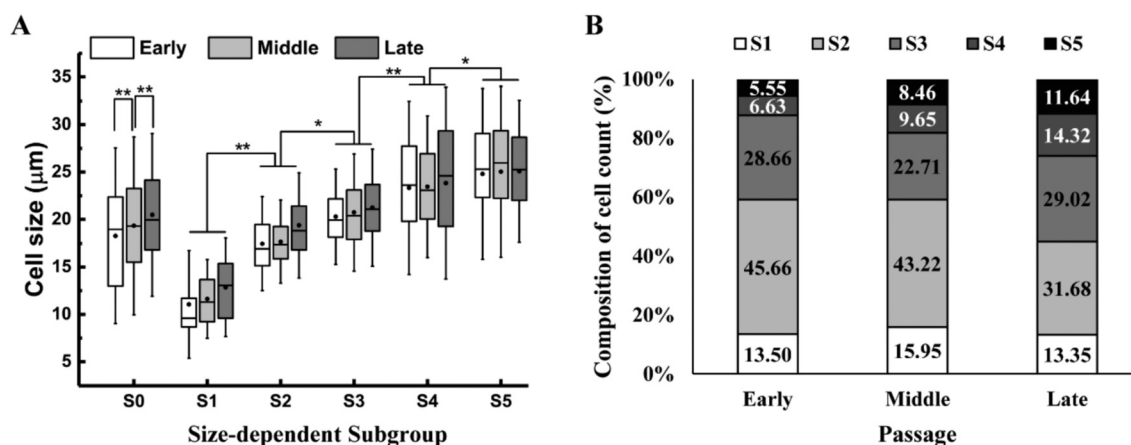 A
Early Middle Late
Cell size (μm)
35
30
25
20
15
10
5
** **
**
*
**
*
S0 S1 S2 S3 S4 S5
Size-dependent Subgroup
B
S1 S2 S3 S4 S5
Composition of cell count (%)
100%
80%
60%
40%
20%
0%
5.55 8.46 11.64
6.63 9.65 14.32
28.66 22.71 29.02
45.66 43.22 31.68
13.50 15.95 13.35
Early Middle Late
Passage